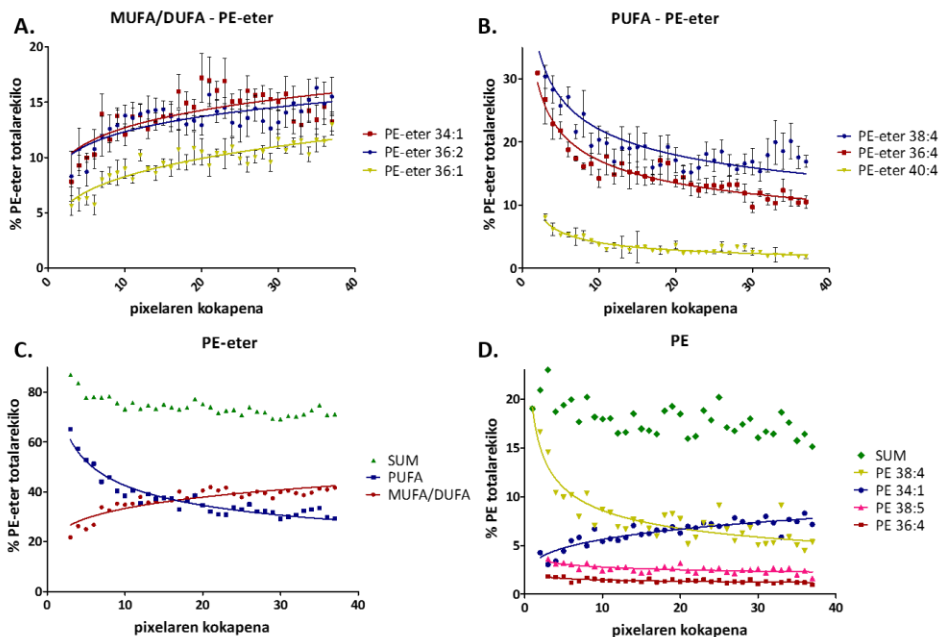 A.
MUFA/DUFA - PE-eter
% PE-eter totalarekiko
20
15
10
5
0
0
10
20
30
40
pixelaren kokapena
PE-eter 34:1
PE-eter 36:2
PE-eter 36:1
B.
PUFA - PE-eter
% PE-eter totalarekiko
30
20
10
0
0
10
20
30
40
pixelaren kokapena
PE-eter 38:4
PE-eter 36:4
PE-eter 40:4
C.
PE-eter
% PE-eter totalarekiko
80
60
40
20
0
0
10
20
30
40
pixelaren kokapena
SUM
PUFA
MUFA/DUFA
D.
PE
% PE totalarekiko
20
15
10
5
0
0
10
20
30
40
pixelaren kokapena
SUM
PE 38:4
PE 34:1
PE 38:5
PE 36:4